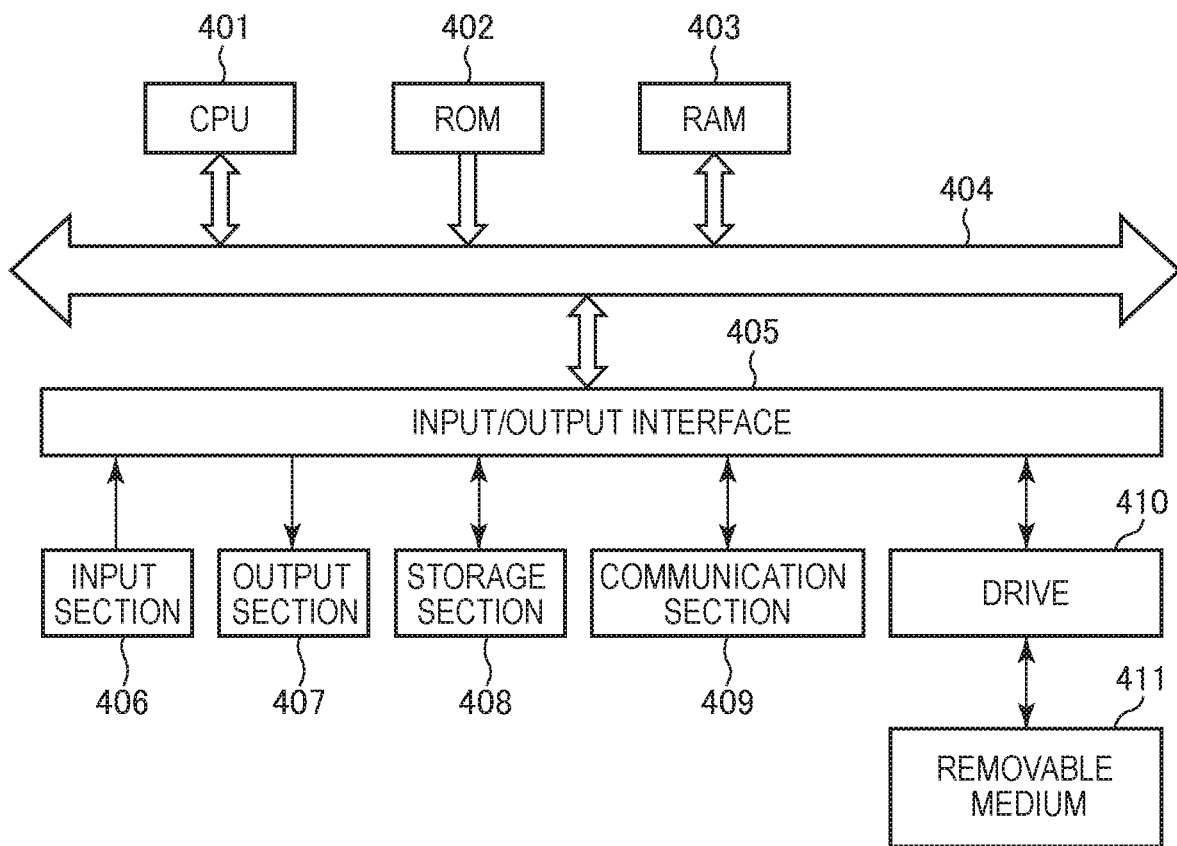 401
402
403
CPU
ROM
RAM
404
405
INPUT/OUTPUT INTERFACE
410
INPUT
SECTION
OUTPUT
SECTION
STORAGE
SECTION
COMMUNICATION
SECTION
DRIVE
406
407
408
409
411
REMOVABLE
MEDIUM